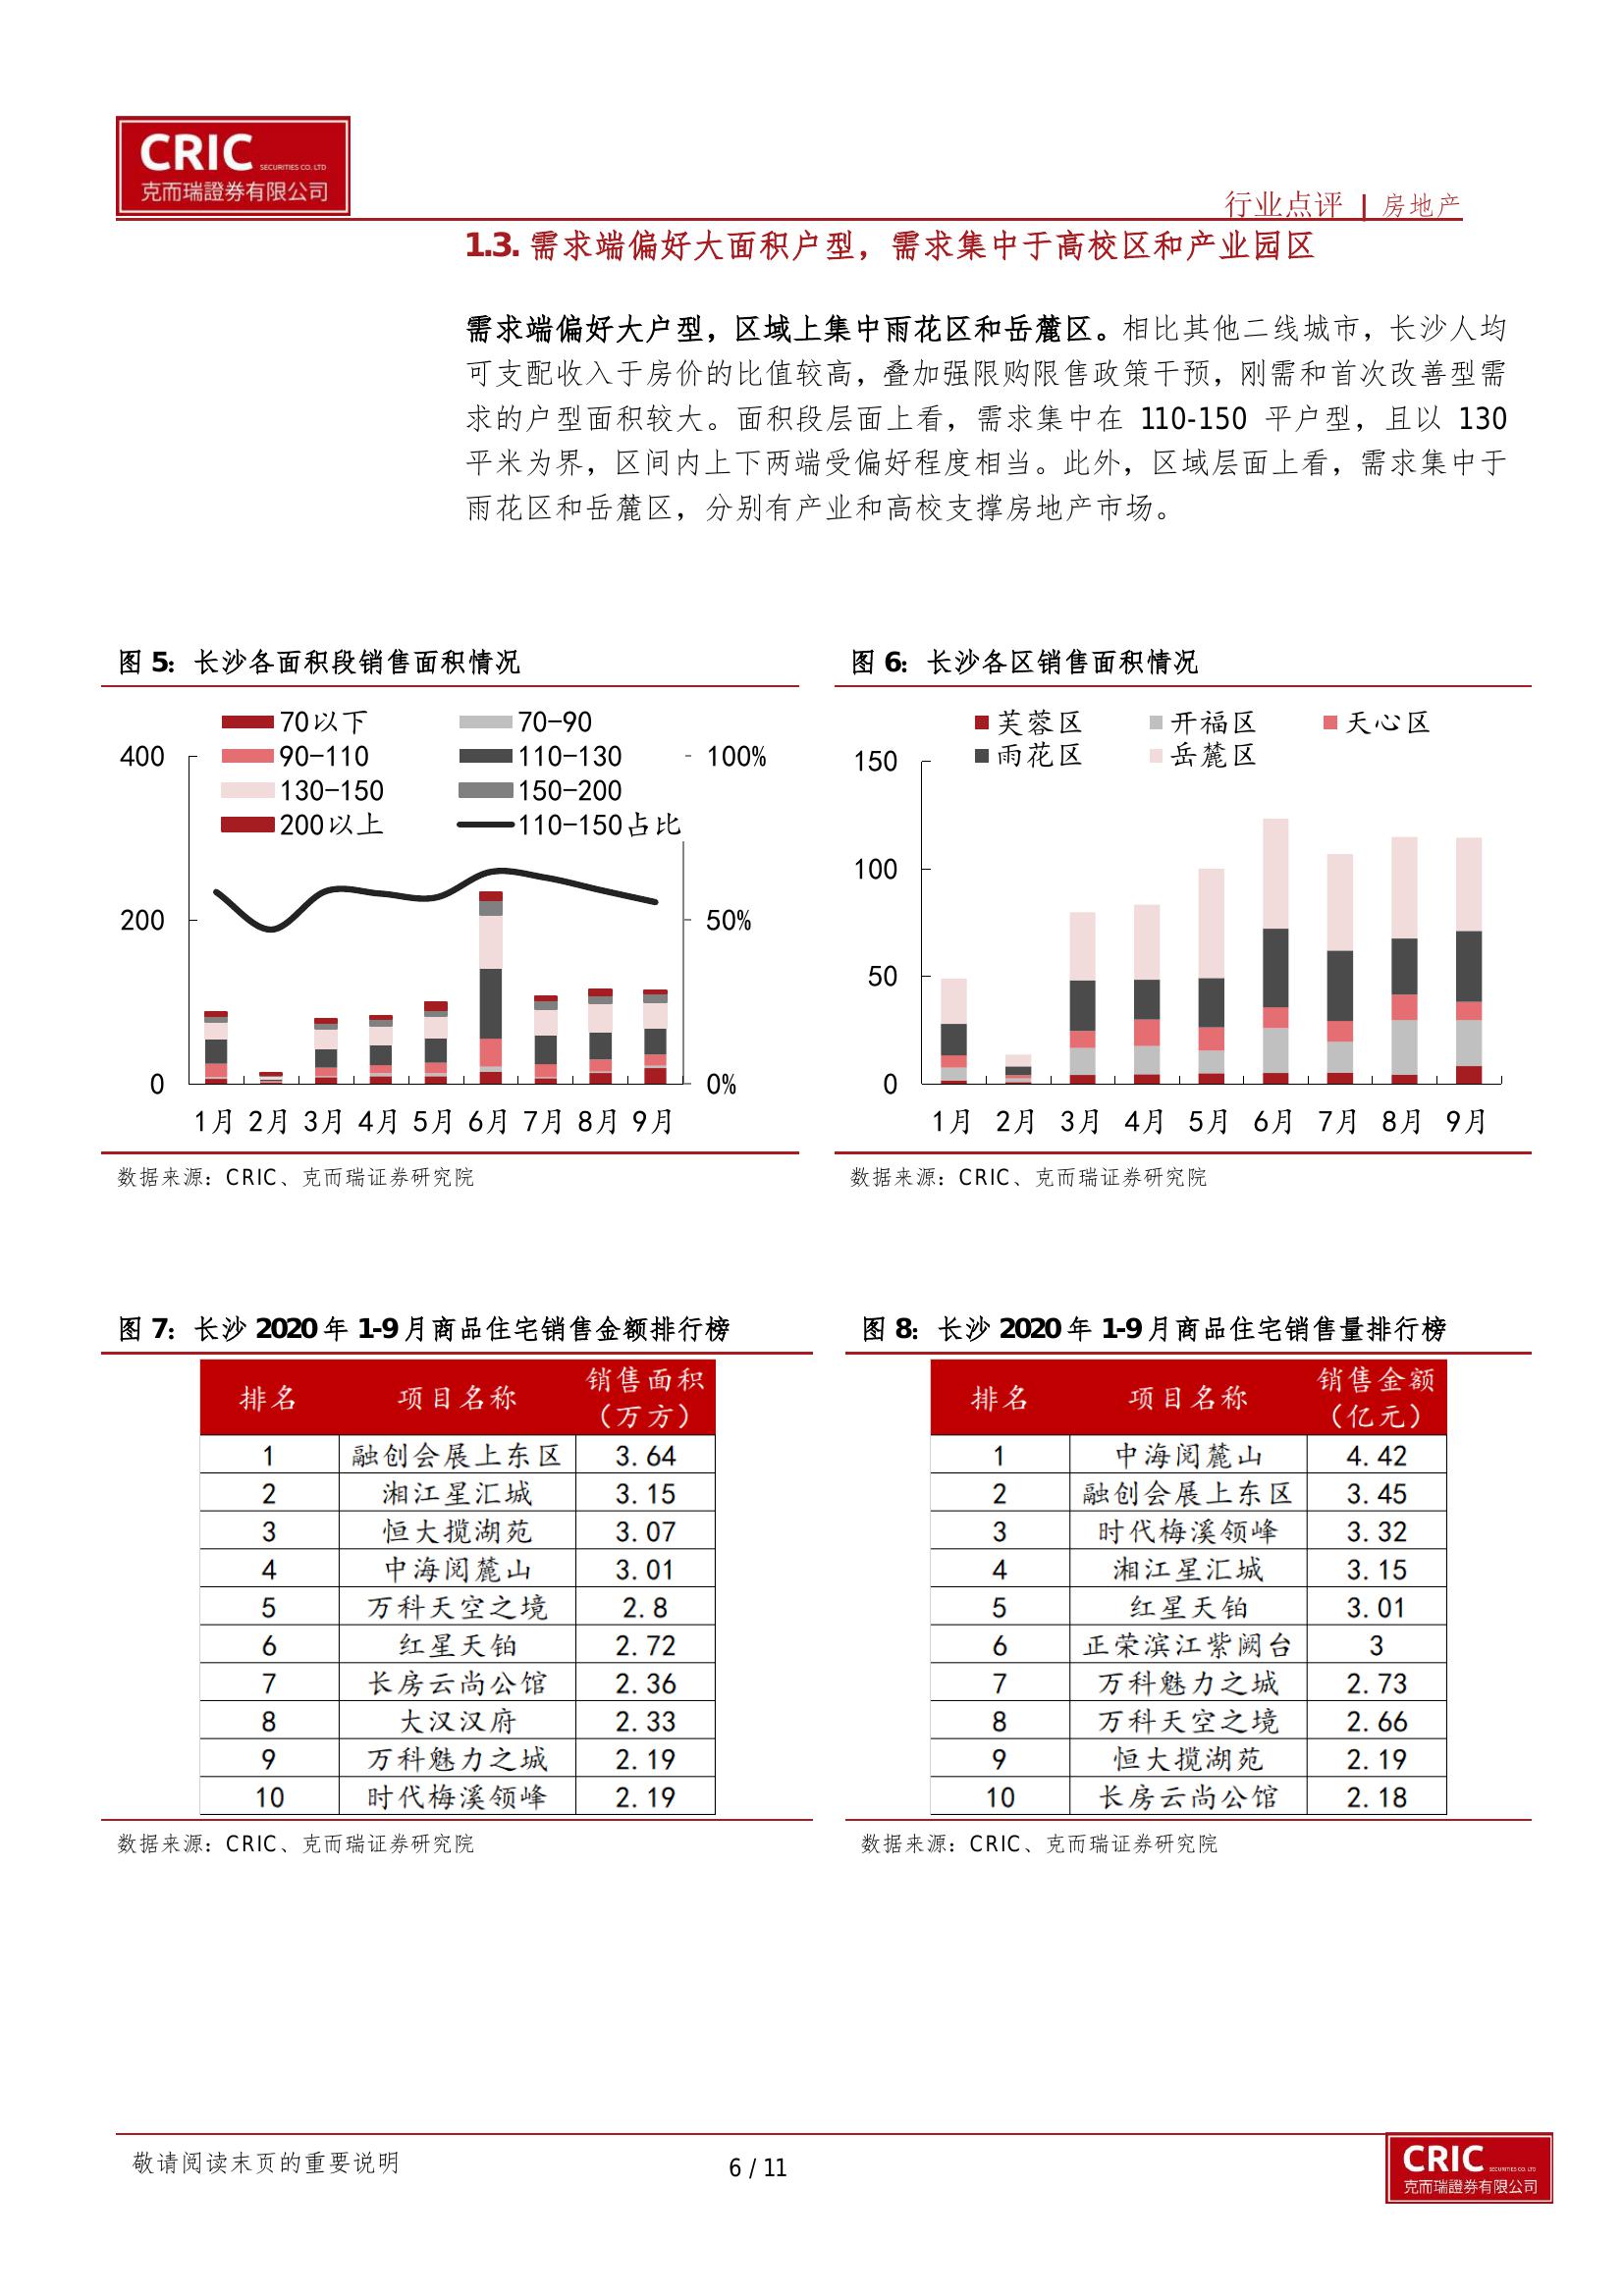 CRIC SECURITIES CO. LTD
克而瑞證券有限公司
行业点评 | 房地产
1.3. 需求端偏好大面积户型，需求集中于高校区和产业园区
需求端偏好大户型，区域上集中雨花区和岳麓区。相比其他二线城市，长沙人均
可支配收入于房价的比值较高，叠加强限购限售政策干预，刚需和首次改善型需
求的户型面积较大。面积段层面上看，需求集中在 110-150 平户型，且以 130
平米为界，区间内上下两端受偏好程度相当。此外，区域层面上看，需求集中于
雨花区和岳麓区，分别有产业和高校支撑房地产市场。
图 5：长沙各面积段销售面积情况
70以下 70-90
90-110 110-130
130-150 150-200
200以上 110-150占比
400
200
0
100%
50%
0%
1月 2月 3月 4月 5月 6月 7月 8月 9月
数据来源：CRIC、克而瑞证券研究院
图 6：长沙各区销售面积情况
芙蓉区 开福区 天心区
雨花区 岳麓区
150
100
50
0
1月 2月 3月 4月 5月 6月 7月 8月 9月
数据来源：CRIC、克而瑞证券研究院
图 7：长沙 2020 年 1-9 月商品住宅销售金额排行榜
排名 项目名称 销售面积（万方）
1 融创会展上东区 3.64
2 湘江星汇城 3.15
3 恒大揽湖苑 3.07
4 中海阅麓山 3.01
5 万科天空之境 2.8
6 红星天铂 2.72
7 长房云尚公馆 2.36
8 大汉汉府 2.33
9 万科魅力之城 2.19
10 时代梅溪领峰 2.19
数据来源：CRIC、克而瑞证券研究院
图 8：长沙 2020 年 1-9 月商品住宅销售量排行榜
排名 项目名称 销售金额（亿元）
1 中海阅麓山 4.42
2 融创会展上东区 3.45
3 时代梅溪领峰 3.32
4 湘江星汇城 3.15
5 红星天铂 3.01
6 正荣滨江紫阙台 3
7 万科魅力之城 2.73
8 万科天空之境 2.66
9 恒大揽湖苑 2.19
10 长房云尚公馆 2.18
数据来源：CRIC、克而瑞证券研究院
敬请阅读末页的重要说明
6 / 11
CRIC SECURITIES CO. LTD
克而瑞證券有限公司